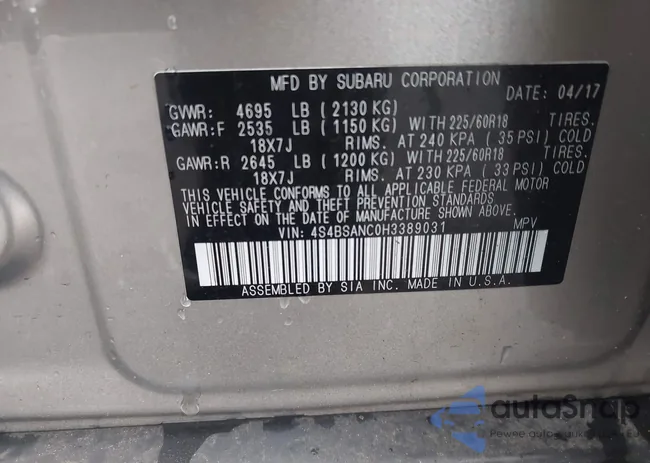 MFD BY SUBARU CORPORATION
DATE: 04/17
GVWR: 4695 LB (2130 KG)
GAWR:F 2535 LB (1150 KG) WITH 225/60R18 TIRES.
18X7J RIMS. AT 240 KPA (35 PSI) COLD
GAWR:R 2645 LB (1200 KG) WITH 225/60R18 TIRES.
18X7J RIMS. AT 230 KPA (33 PSI) COLD
THIS VEHICLE CONFORMS TO ALL APPLICABLE FEDERAL MOTOR
VEHICLE SAFETY AND THEFT PREVENTION STANDARDS
IN EFFECT ON THE DATE OF MANUFACTURE SHOWN ABOVE.
VIN: 4S4BSANC0H3389031 MPV
ASSEMBLED BY SIA INC. MADE IN U.S.A.
autoSnap
Pewne auto